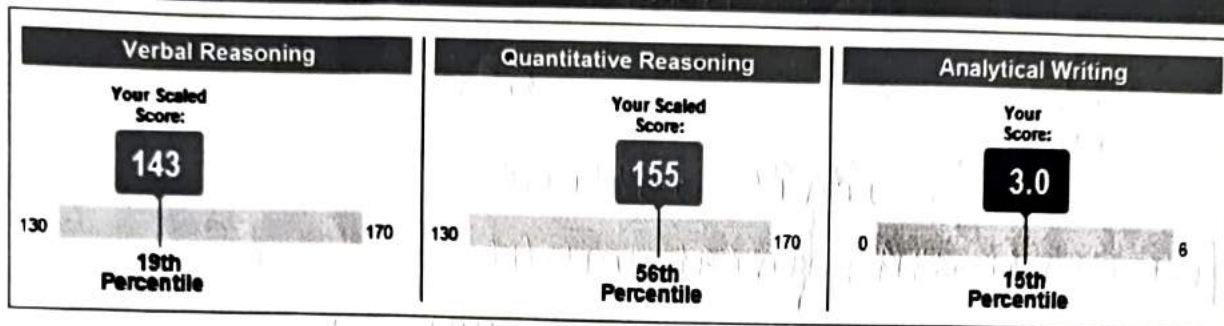 Verbal Reasoning
Your Scaled
Score:
143
130
170
19th
Percentile
Quantitative Reasoning
Your Scaled
Score:
155
130
170
56th
Percentile
Analytical Writing
Your
Score:
3.0
0
6
15th
Percentile